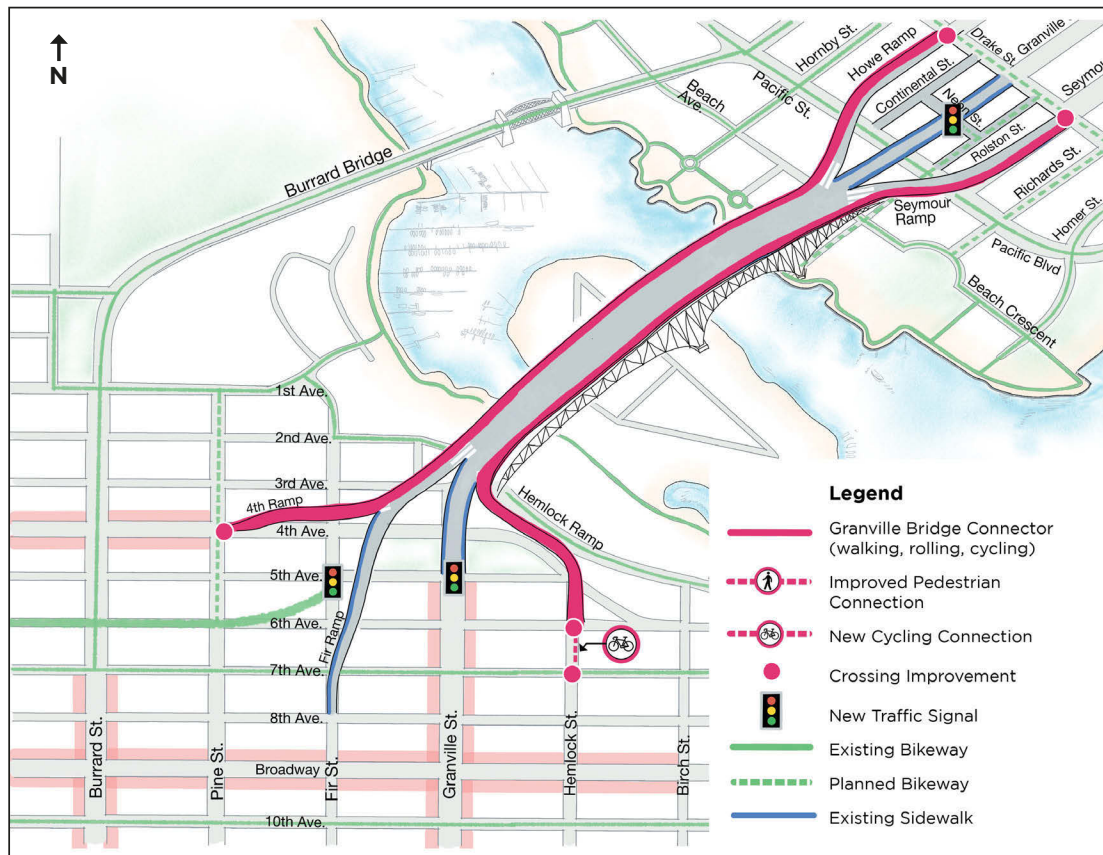 N
Burrard Bridge
Beach
Ave.
Pacific St.
Hornby St.
Howe Ramp
Continental St.
Drake St.
Granville
Neon St.
Seymour
Rolston St.
Richards St.
Seymour
Ramp
Homer St.
Pacific Blvd
Beach Crescent
1st Ave.
2nd Ave.
3rd Ave.
4th Ramp
4th Ave.
Hemlock Ramp
5th Ave.
6th Ave.
Fir Ramp
7th Ave.
8th Ave.
Broadway
10th Ave.
Burrard St.
Pine St.
Fir St.
Granville St.
Hemlock St.
Birch St.
Legend
Granville Bridge Connector
(walking, rolling, cycling)
Improved Pedestrian
Connection
New Cycling Connection
Crossing Improvement
New Traffic Signal
Existing Bikeway
Planned Bikeway
Existing Sidewalk